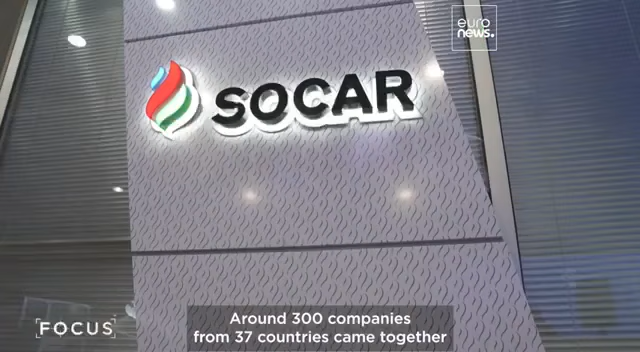 euro
news.
SOCAR
[FOCUS]
Around 300 companies
from 37 countries came together